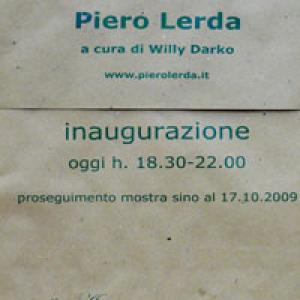 Piero Lerda
a cura di Willy Darko
www.pierolerda.it
inaugurazione
oggi h. 18.30-22.00
proseguimento mostra sino al 17.10.2009